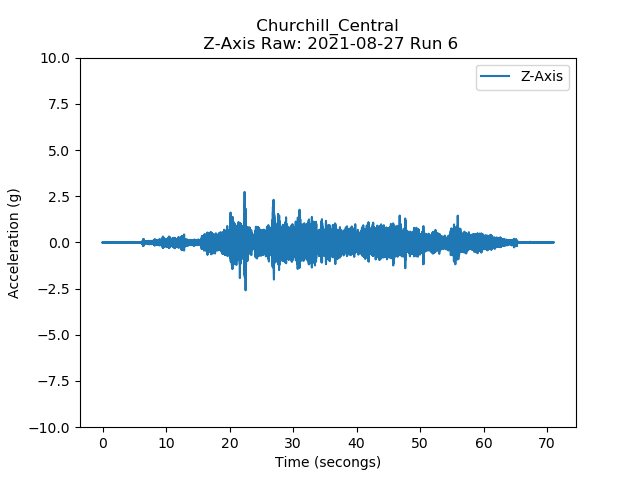 Churchill_Central
Z-Axis Raw: 2021-08-27 Run 6
Z-Axis
Acceleration (g)
10.0
7.5
5.0
2.5
0.0
−2.5
−5.0
−7.5
−10.0
0 10 20 30 40 50 60 70
Time (secongs)